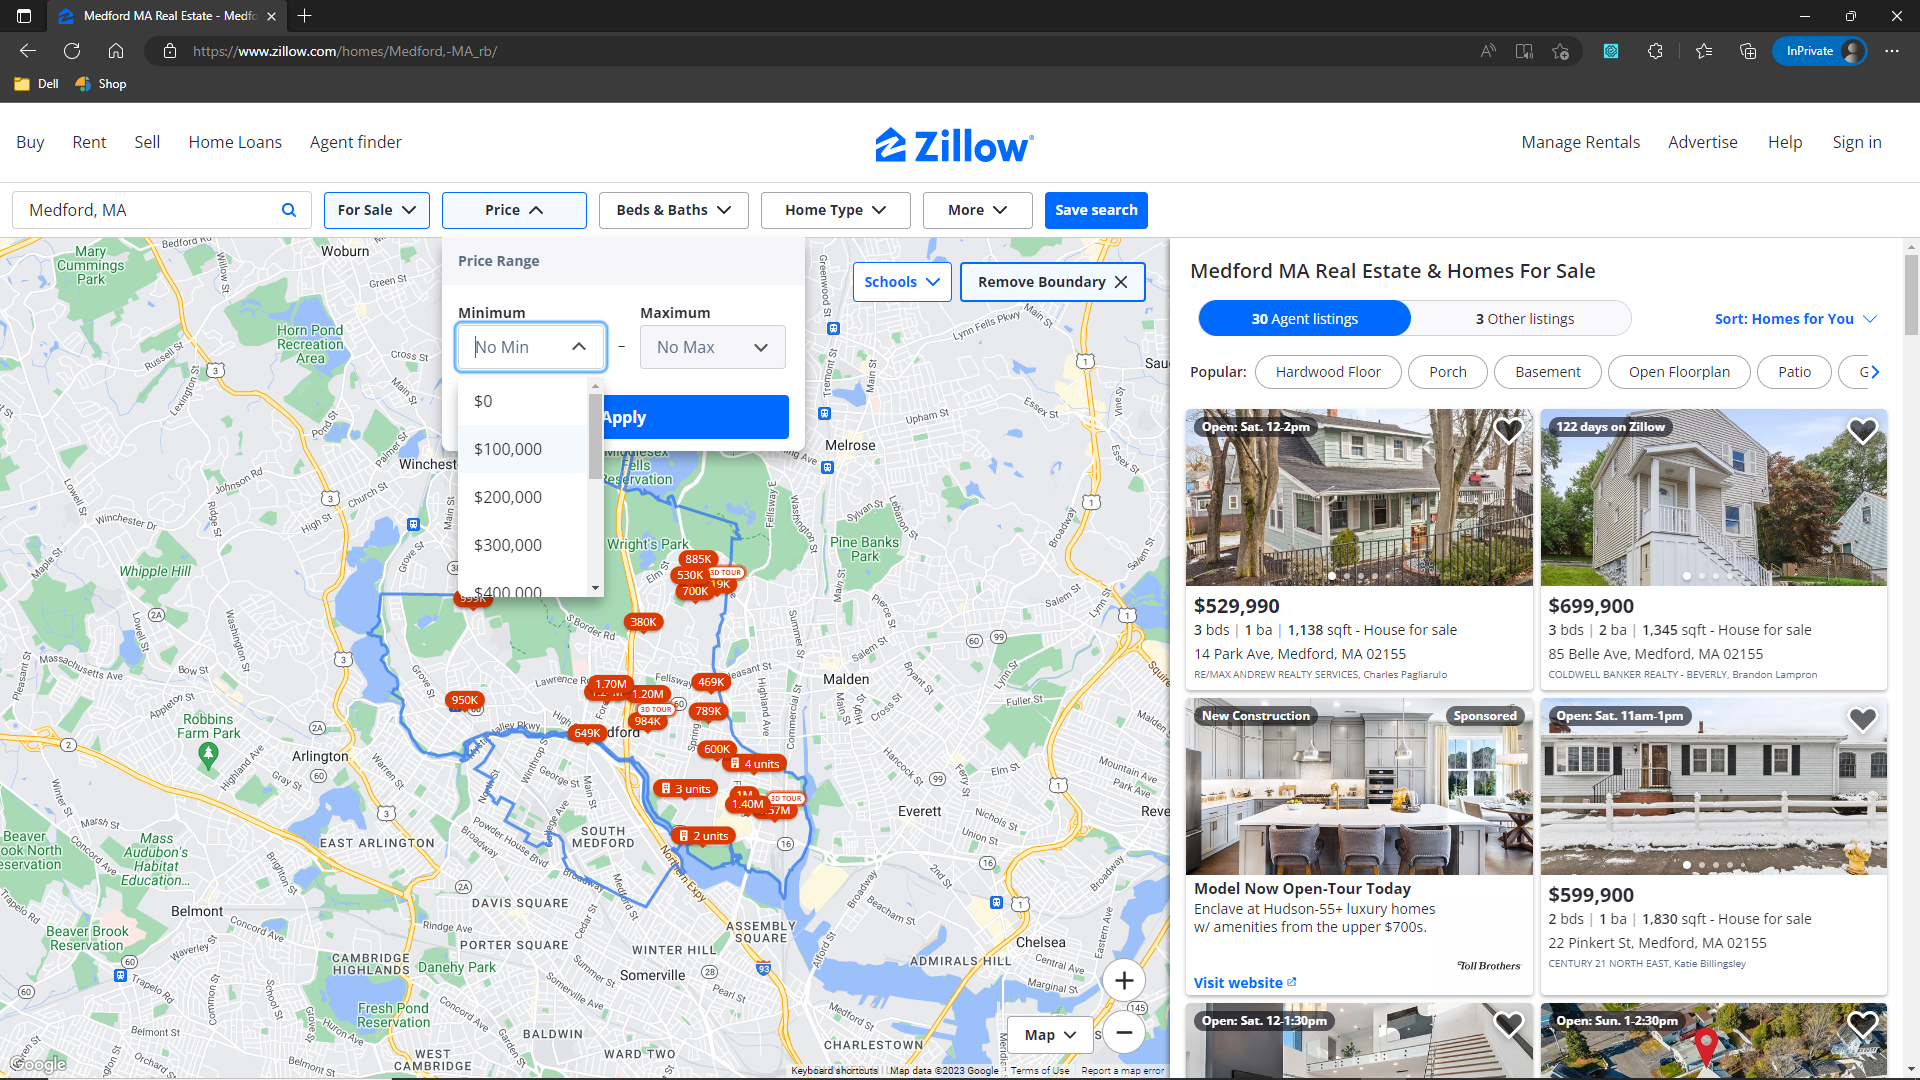 Medford MA Real Estate - Medfo
https://www.zillow.com/homes/Medford,-MA_rb/
InPrivate
Dell
Shop
Buy
Rent
Sell
Home Loans
Agent finder
Zillow
Manage Rentals
Advertise
Help
Sign in
Medford, MA
For Sale
Price
Beds & Baths
Home Type
More
Save search
Price Range
Minimum
Maximum
No Min
–
No Max
$0
$100,000
$200,000
$300,000
$400,000
Apply
Schools
Remove Boundary
Mary Cummings Park
Woburn
Horn Pond Recreation Area
Middlesex Fells Reservation
Melrose
Wright's Park
Pine Banks Park
Whipple Hill
Robbins Farm Park
Arlington
Malden
Everett
EAST ARLINGTON
SOUTH MEDFORD
Mass Audubon's Habitat Education...
Belmont
Beaver Brook Reservation
DAVIS SQUARE
PORTER SQUARE
CAMBRIDGE HIGHLANDS
Danehy Park
Fresh Pond Reservation
WINTER HILL
Somerville
ASSEMBLY SQUARE
ADMIRALS HILL
Chelsea
BALDWIN
WARD TWO
WEST CAMBRIDGE
CHARLESTOWN
885K
530K
3D TOUR
700K
380K
469K
1.70M
1.20M
3D TOUR
984K
789K
950K
649K
600K
4 units
3 units
1M
1.40M
3D TOUR
2 units
Map
Google
Keyboard shortcuts
Map data ©2023 Google
Terms of Use
Report a map error
Medford MA Real Estate & Homes For Sale
30 Agent listings
3 Other listings
Sort: Homes for You
Popular:
Hardwood Floor
Porch
Basement
Open Floorplan
Patio
Open: Sat. 12-2pm
$529,990
3 bds | 1 ba | 1,138 sqft - House for sale
14 Park Ave, Medford, MA 02155
RE/MAX ANDREW REALTY SERVICES, Charles Pagliarulo
122 days on Zillow
$699,900
3 bds | 2 ba | 1,345 sqft - House for sale
85 Belle Ave, Medford, MA 02155
COLDWELL BANKER REALTY - BEVERLY, Brandon Lampron
New Construction
Sponsored
Model Now Open-Tour Today
Enclave at Hudson-55+ luxury homes
w/ amenities from the upper $700s.
Toll Brothers
Visit website
Open: Sat. 11am-1pm
$599,900
2 bds | 1 ba | 1,830 sqft - House for sale
22 Pinkert St, Medford, MA 02155
CENTURY 21 NORTH EAST, Katie Billingsley
Open: Sat. 12-1:30pm
Open: Sun. 1-2:30pm